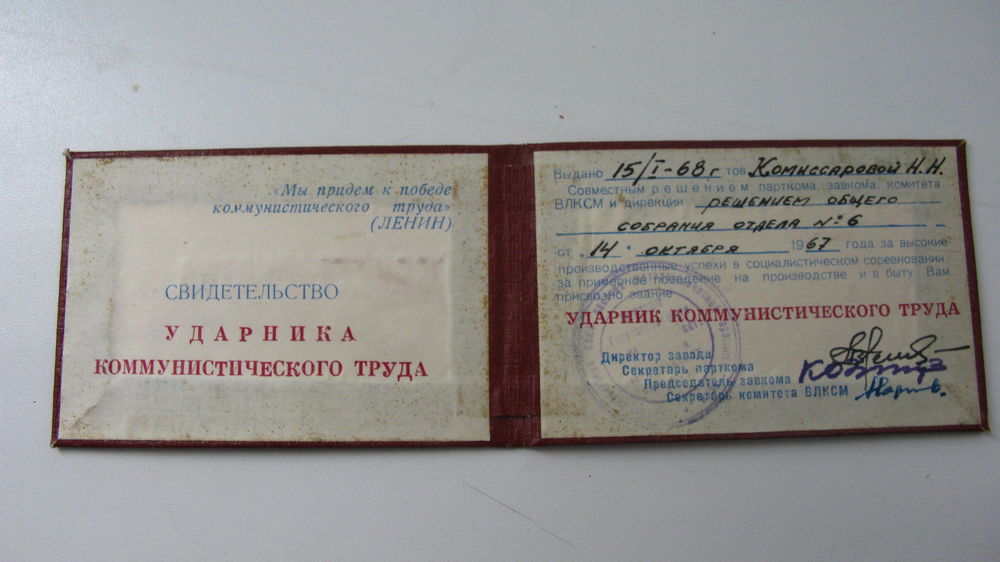 «Мы придем к победе
коммунистического труда»
(ЛЕНИН)
СВИДЕТЕЛЬСТВО
УДАРНИКА
КОММУНИСТИЧЕСКОГО ТРУДА
Выдано 15/I-68 г тов Комиссаровой Н.Н.
Совместным решением парткома, завкома, комитета
ВЛКСМ и дирекции решением общего
собрания отдела № 6
от 14 октября 1967 года за высокие
производственные успехи в социалистическом соревновании,
за примерное поведение на производстве и в быту Вам
присвоэно звание
УДАРНИК КОММУНИСТИЧЕСКОГО ТРУДА
Директор завода
Секретарь парткома
Председатель завкома
Секретарь комитета ВЛКСМ